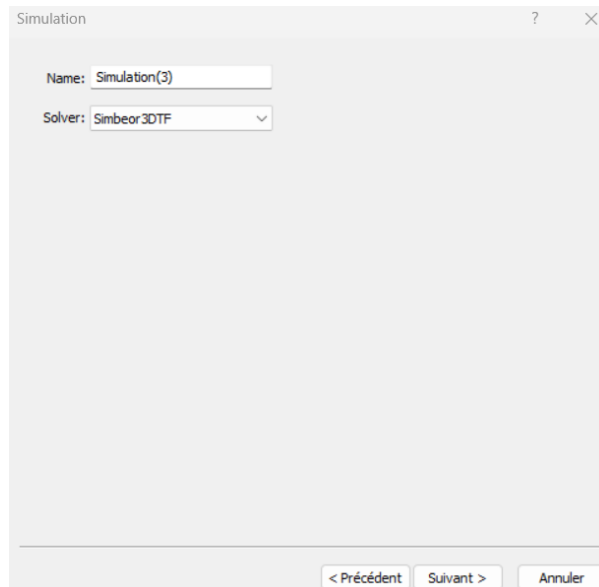 Simulation ?
Name: Simulation(3)
Solver: Simbeor3DTF
< Précédent Suivant > Annuler